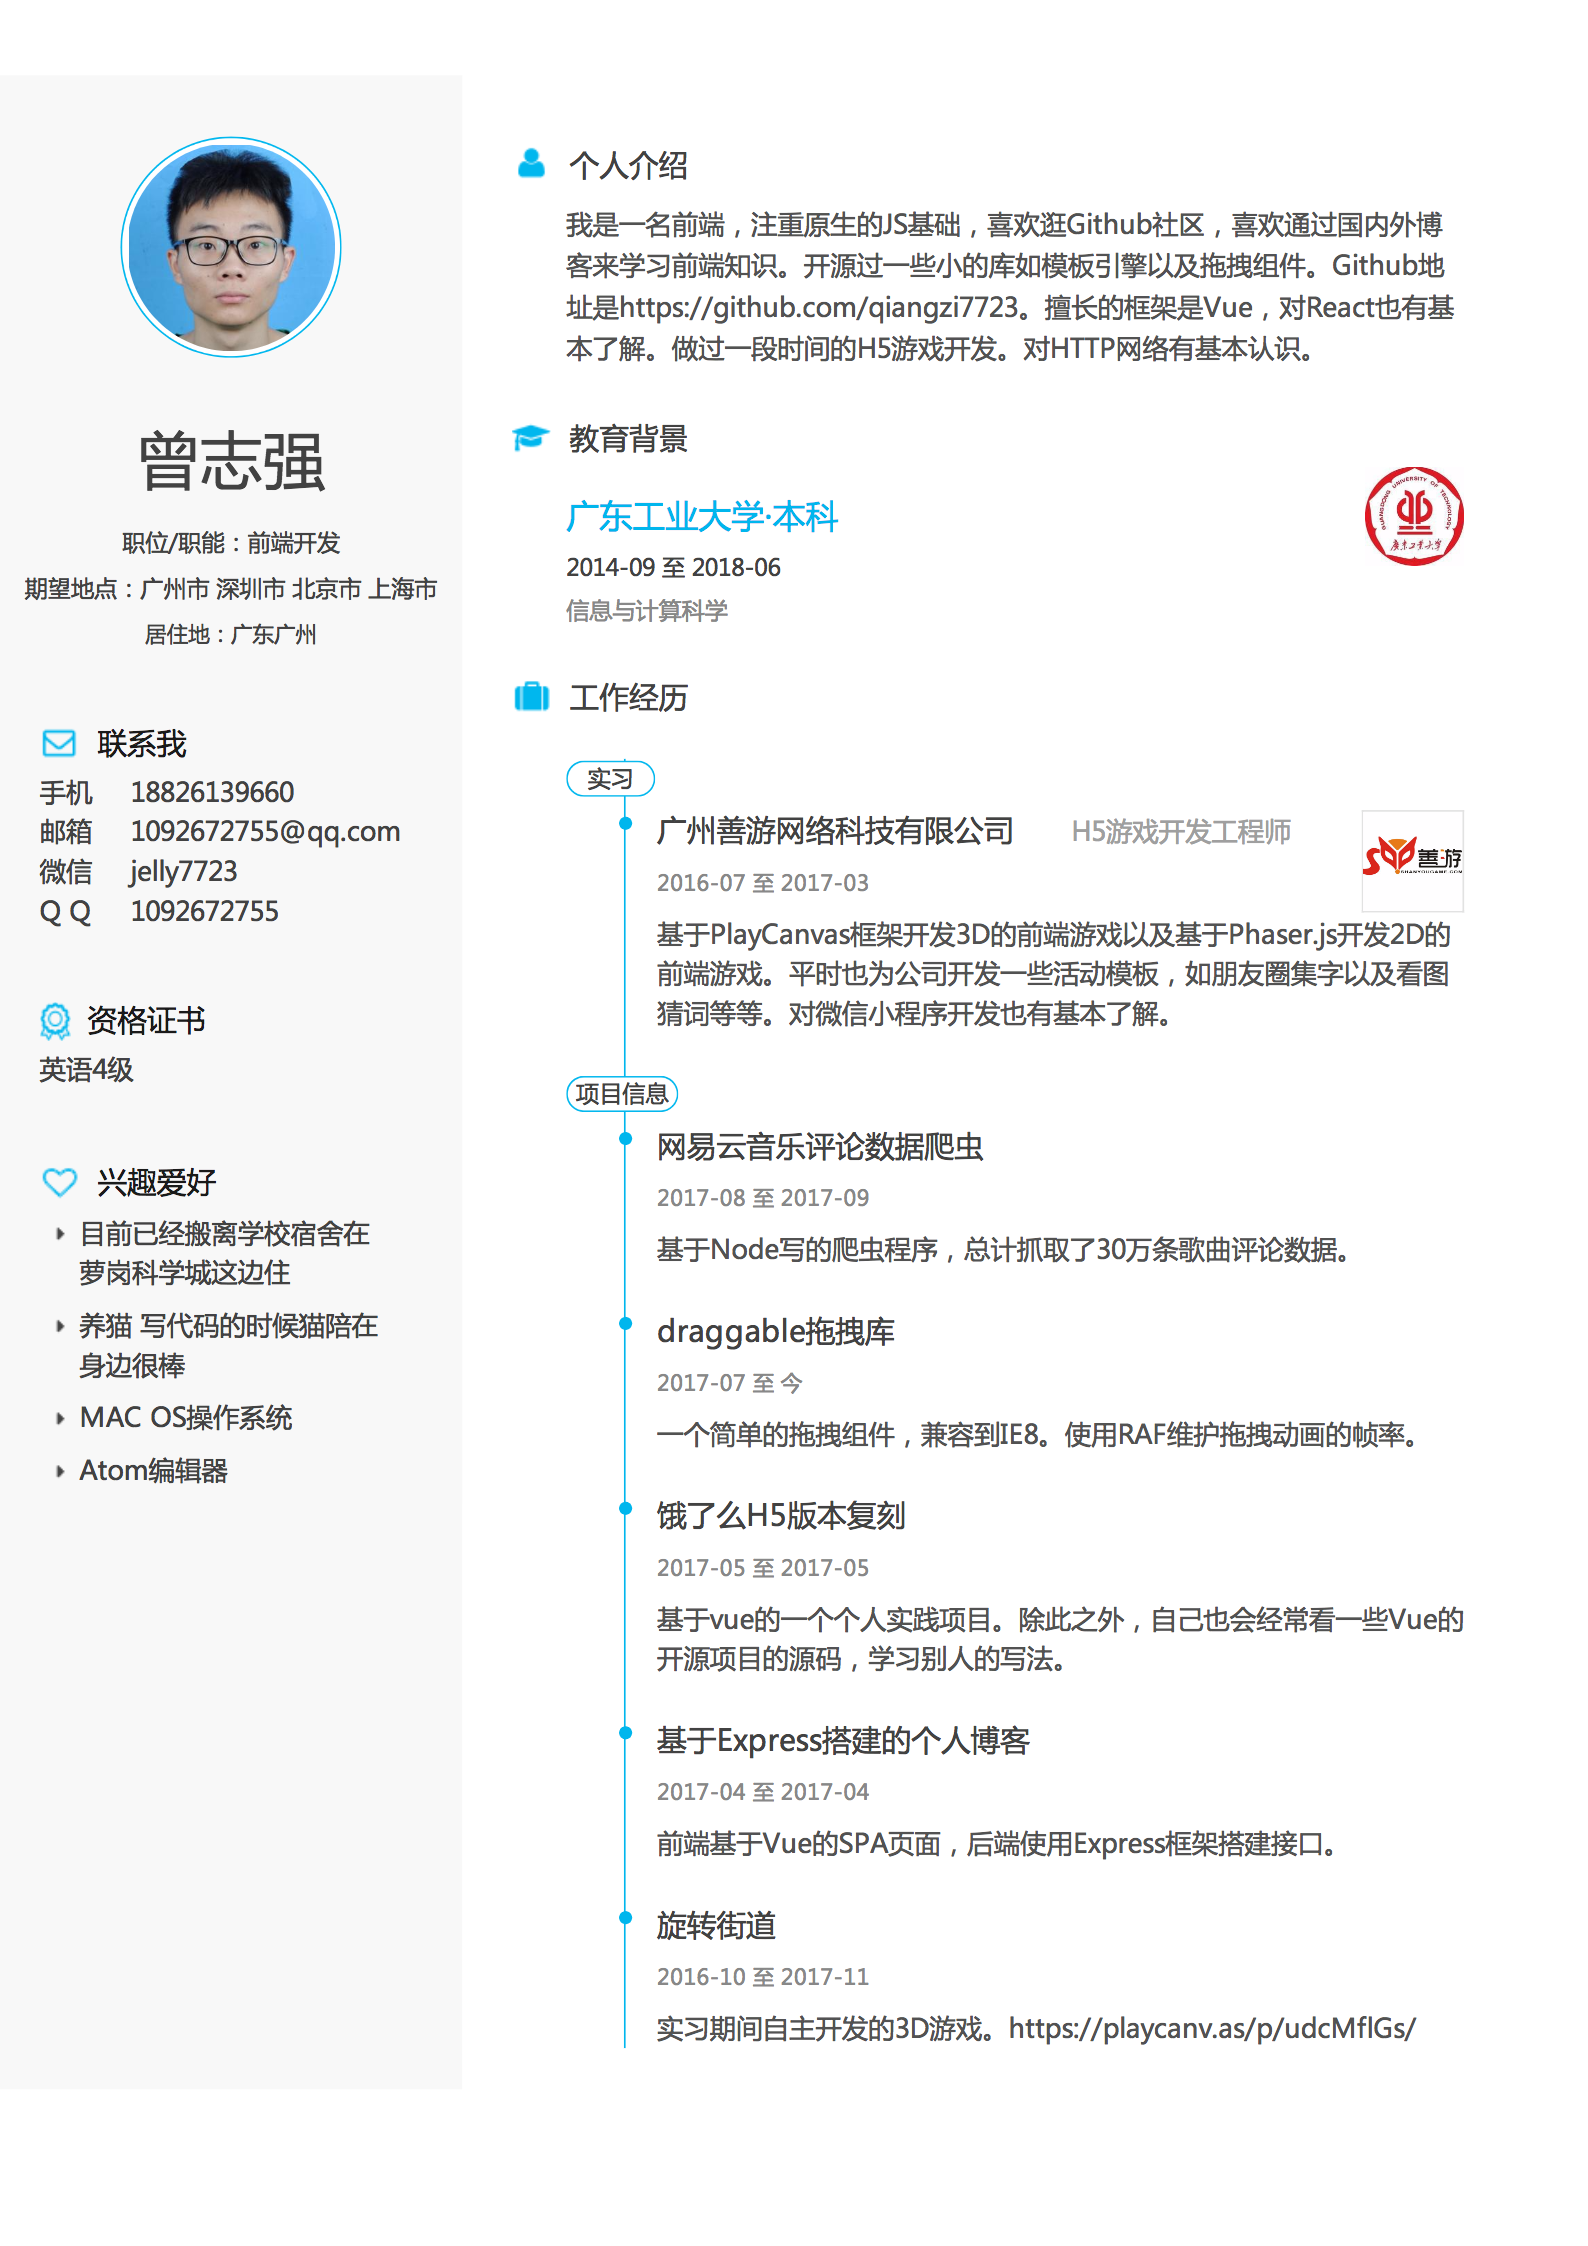 曾志强
职位/职能：前端开发
期望地点：广州市 深圳市 北京市 上海市
居住地：广东广州
联系我
手机 18826139660
邮箱 1092672755@qq.com
微信 jelly7723
Q Q 1092672755
资格证书
英语4级
兴趣爱好
目前已经搬离学校宿舍在
萝岗科学城这边住
养猫 写代码的时候猫陪在
身边很棒
MAC OS操作系统
Atom编辑器
个人介绍
我是一名前端，注重原生的JS基础，喜欢逛Github社区，喜欢通过国内外博
客来学习前端知识。开源过一些小的库如模板引擎以及拖拽组件。Github地
址是https://github.com/qiangzi7723。擅长的框架是Vue，对React也有基
本了解。做过一段时间的H5游戏开发。对HTTP网络有基本认识。
教育背景
广东工业大学·本科
2014-09 至 2018-06
信息与计算科学
GUANGDONG UNIVERSITY OF TECHNOLOGY
广东工业大学
工作经历
实习
广州善游网络科技有限公司 H5游戏开发工程师
善游
SHANYOUGAME.COM
2016-07 至 2017-03
基于PlayCanvas框架开发3D的前端游戏以及基于Phaser.js开发2D的
前端游戏。平时也为公司开发一些活动模板，如朋友圈集字以及看图
猜词等等。对微信小程序开发也有基本了解。
项目信息
网易云音乐评论数据爬虫
2017-08 至 2017-09
基于Node写的爬虫程序，总计抓取了30万条歌曲评论数据。
draggable拖拽库
2017-07 至 今
一个简单的拖拽组件，兼容到IE8。使用RAF维护拖拽动画的帧率。
饿了么H5版本复刻
2017-05 至 2017-05
基于vue的一个个人实践项目。除此之外，自己也会经常看一些Vue的
开源项目的源码，学习别人的写法。
基于Express搭建的个人博客
2017-04 至 2017-04
前端基于Vue的SPA页面，后端使用Express框架搭建接口。
旋转街道
2016-10 至 2017-11
实习期间自主开发的3D游戏。https://playcanv.as/p/udcMflGs/